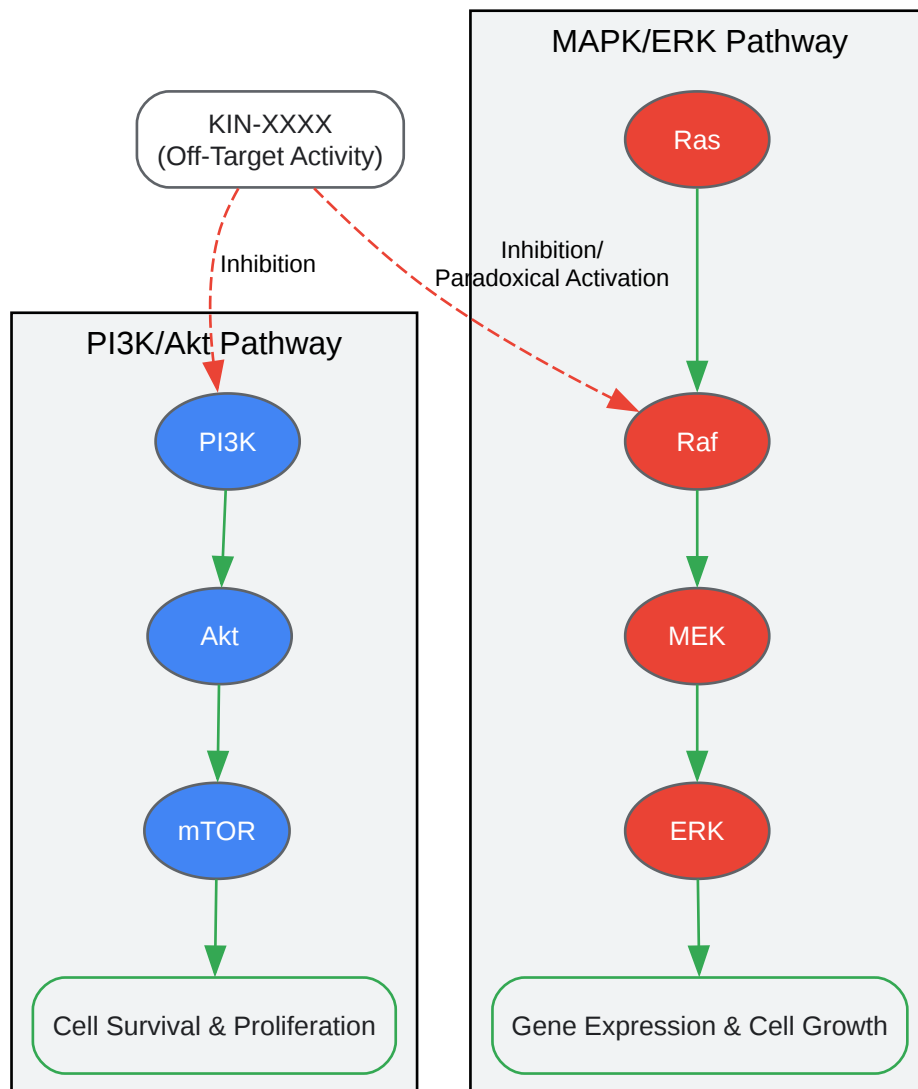 MAPK/ERK Pathway
KIN-XXXX
(Off-Target Activity)
Ras
Inhibition
Inhibition/
Paradoxical Activation
PI3K/Akt Pathway
PI3K
Raf
Akt
MEK
mTOR
ERK
Cell Survival & Proliferation
Gene Expression & Cell Growth